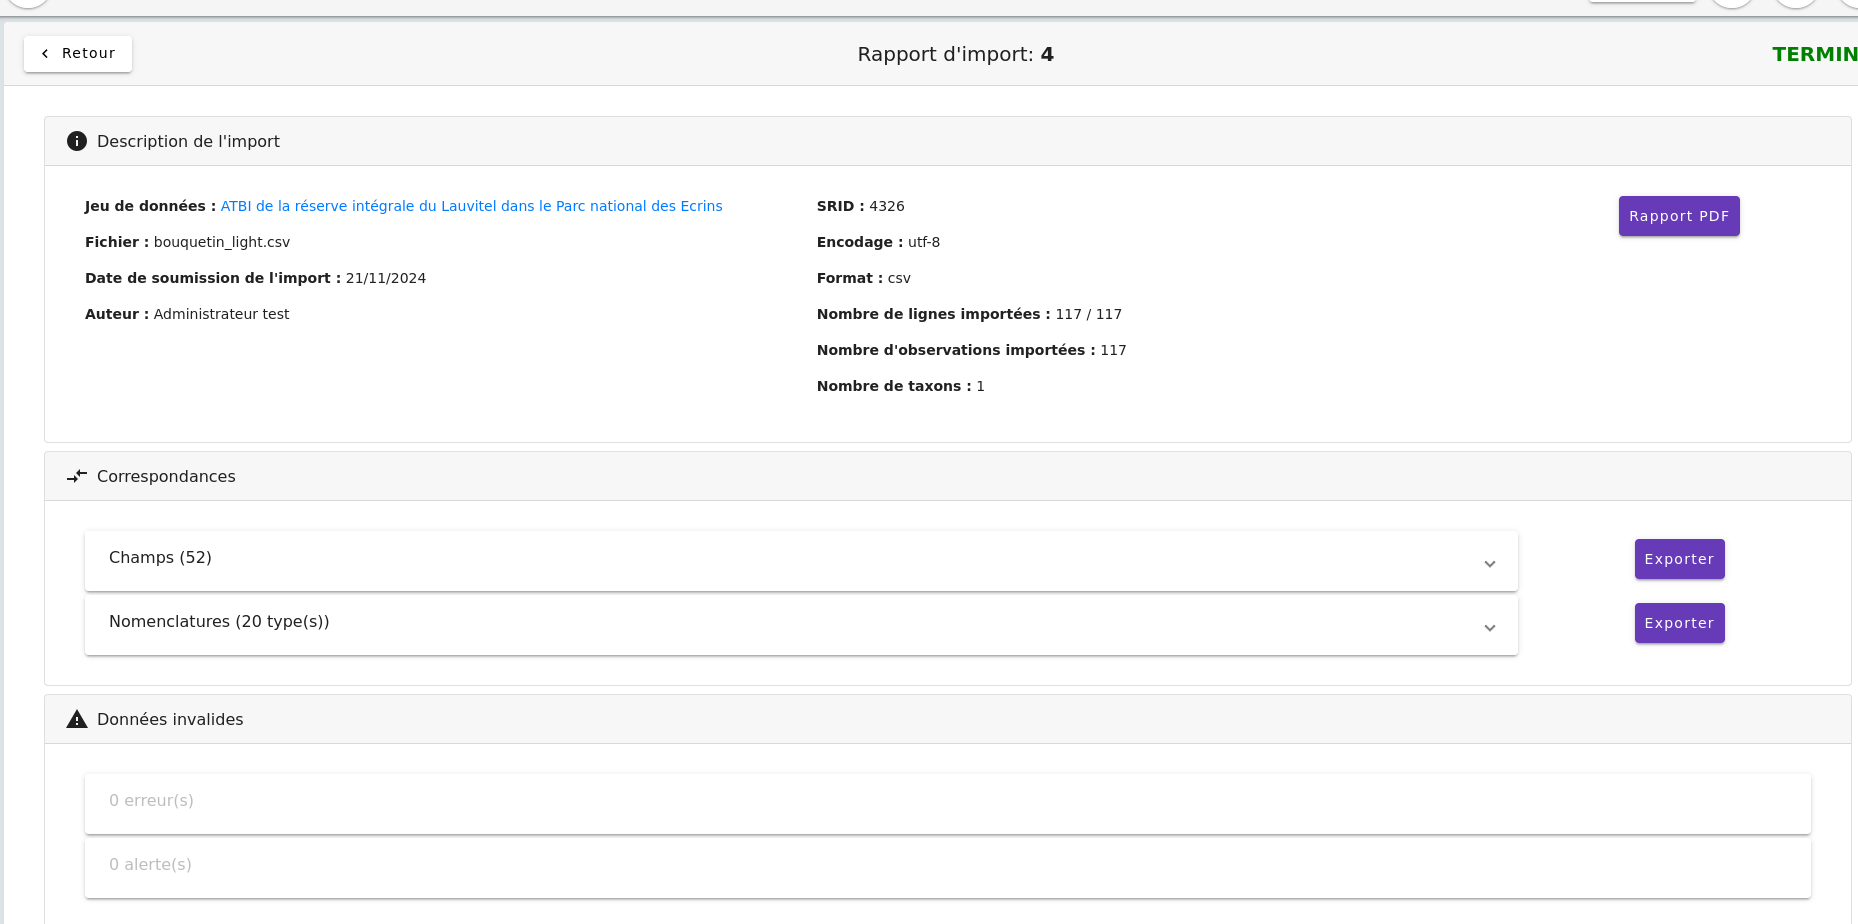 Retour
Rapport d'import: 4
TERMIN
Description de l'import
Jeu de données : ATBI de la réserve intégrale du Lauvitel dans le Parc national des Ecrins
Fichier : bouquetin_light.csv
Date de soumission de l'import : 21/11/2024
Auteur : Administrateur test
SRID : 4326
Encodage : utf-8
Format : csv
Nombre de lignes importées : 117 / 117
Nombre d'observations importées : 117
Nombre de taxons : 1
Rapport PDF
Correspondances
Champs (52)
Exporter
Nomenclatures (20 type(s))
Exporter
Données invalides
0 erreur(s)
0 alerte(s)